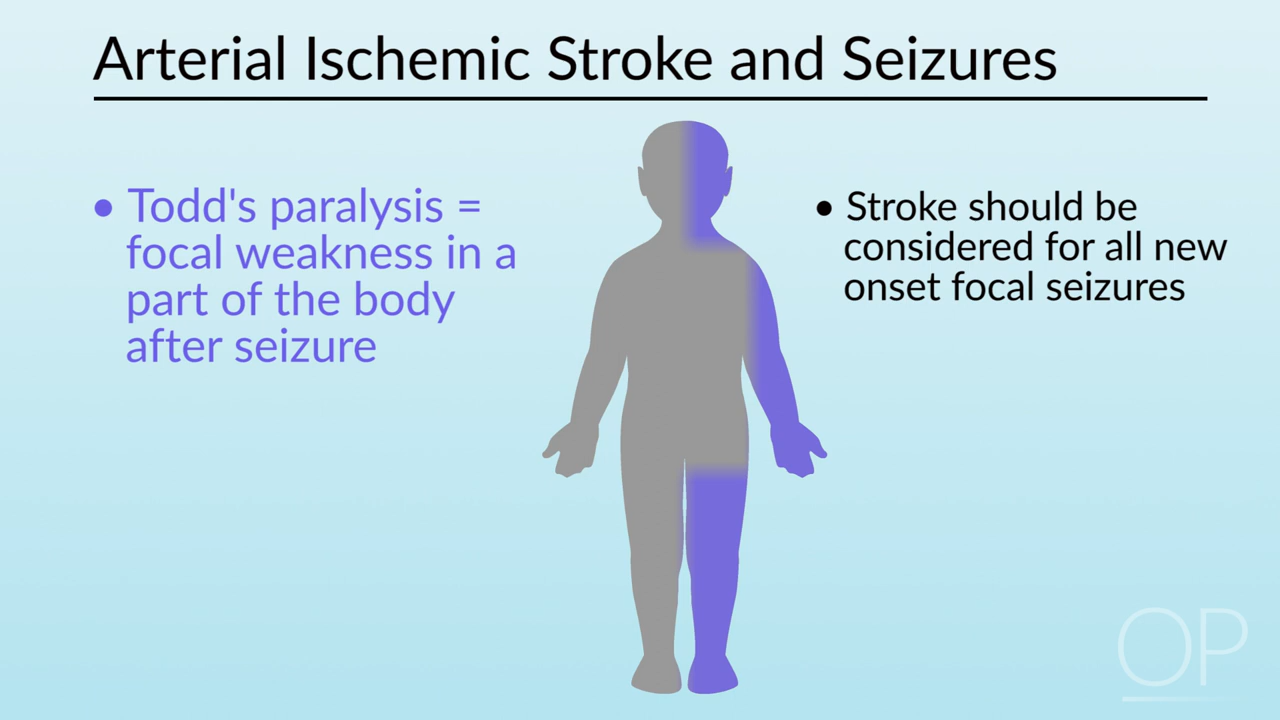 Arterial Ischemic Stroke and Seizures
• Todd's paralysis =
focal weakness in a
part of the body
after seizure
• Stroke should be
considered for all new
onset focal seizures
OP